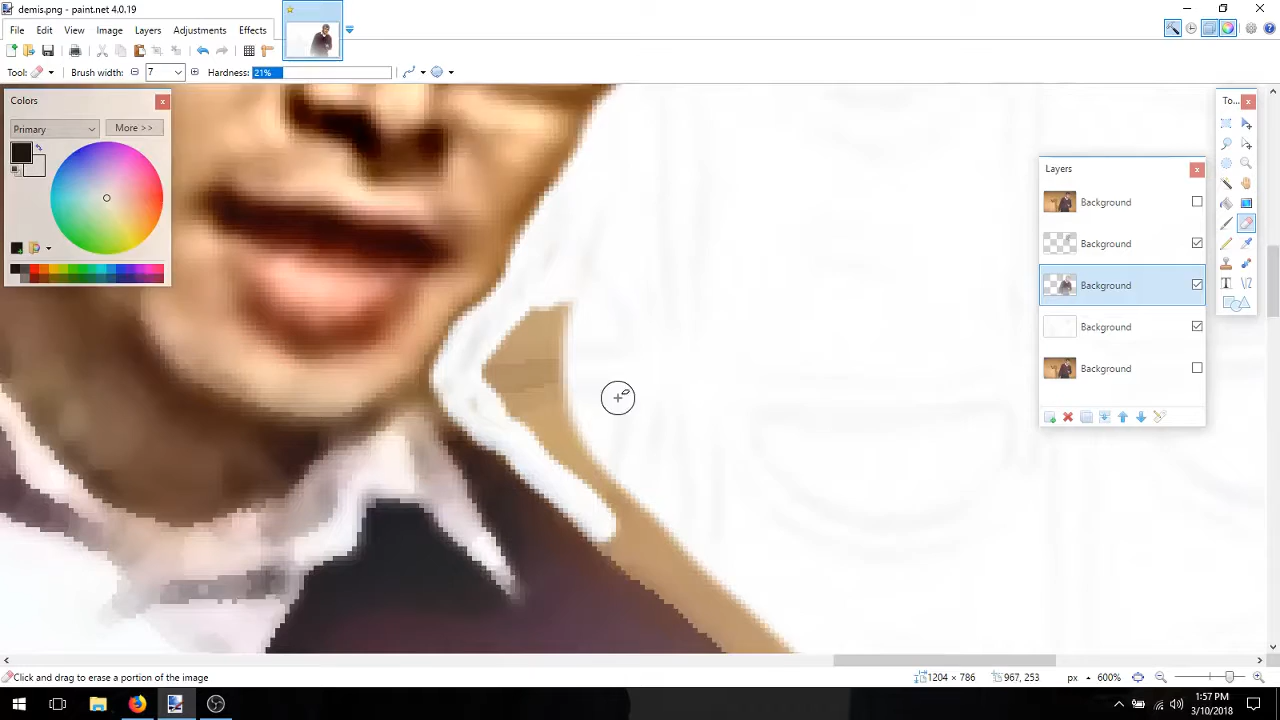 demis.png - paint.net 4.0.19
File Edit View Image Layers Adjustments Effects
Tool: Brush width: 7 Hardness: 21%
Colors
Primary More >>
To...
Layers
Background
Background
Background
Background
Background
Click and drag to erase a portion of the image 1204 × 786 967, 253 px 600%
1:57 PM
3/10/2018